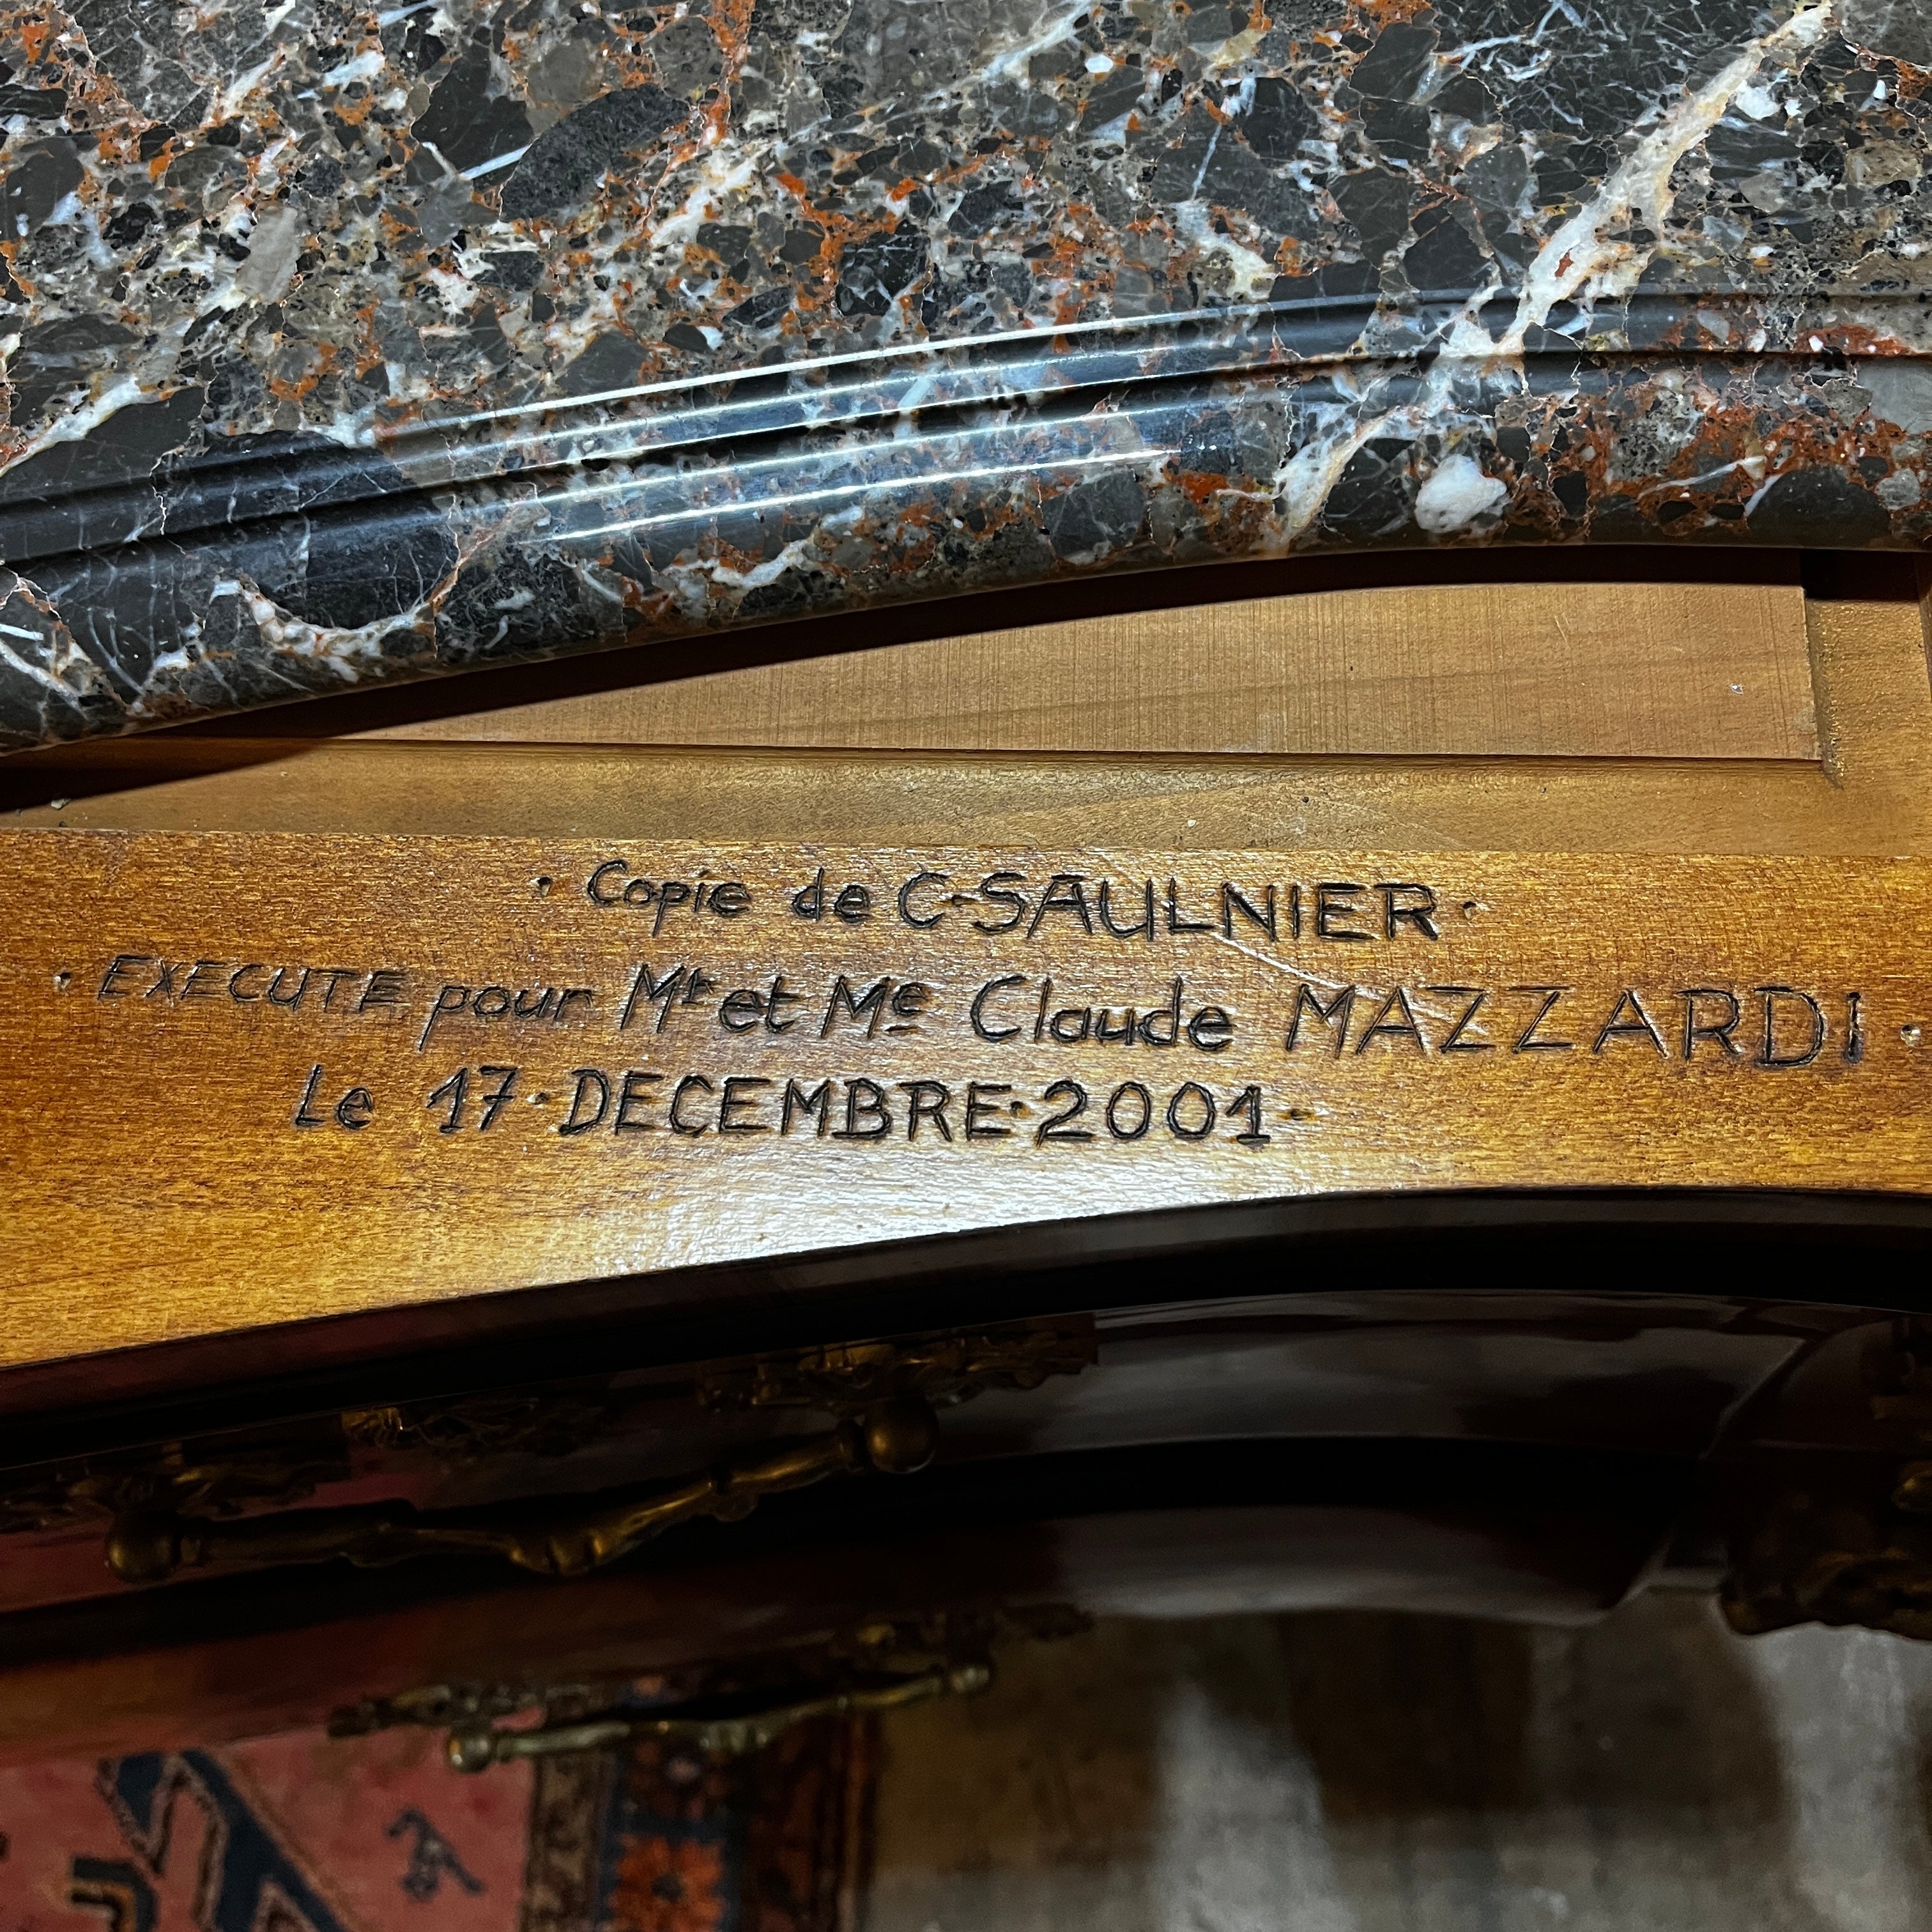 · Copie de C·SAULNIER ·
· EXECUTE pour Mr et Me Claude MAZZARDI ·
Le 17·DECEMBRE·2001·